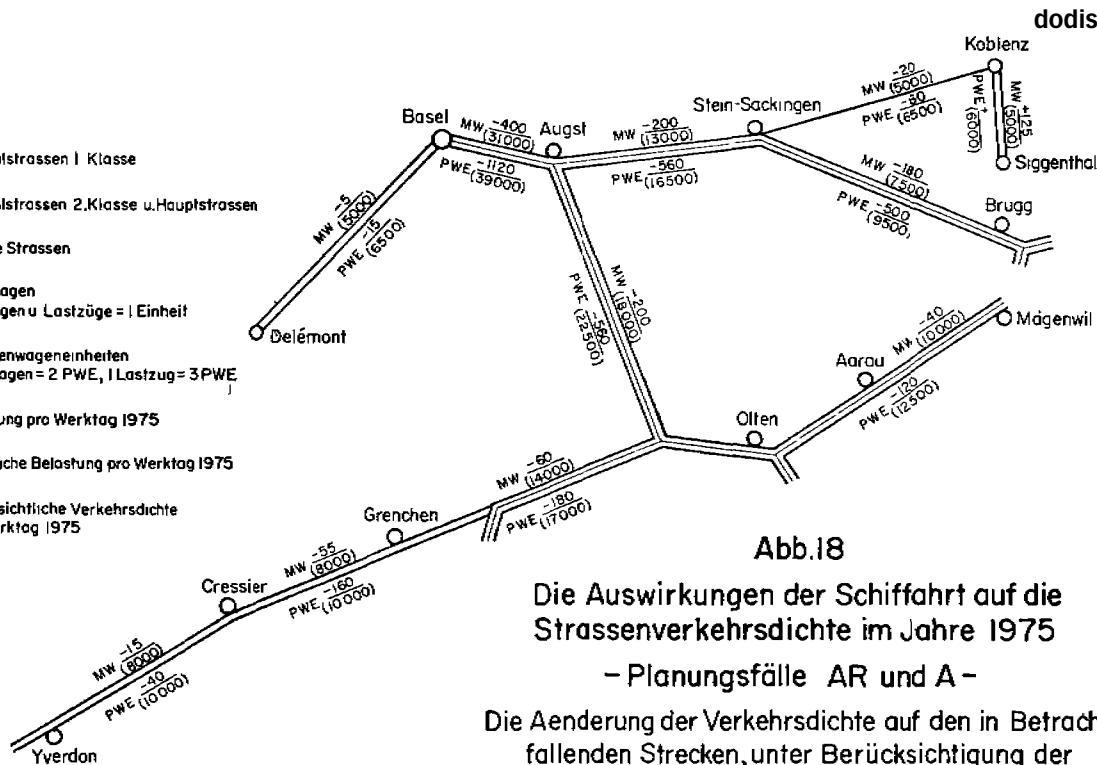 dodis
Koblenz
MW -20 (5000)
PWE -80 (6500)
MW +125 (5000)
(6000)
Siggenthal
Stein-Sackingen
Basel
MW -400 (31000)
PWE -1120 (39000)
Augst
MW -200 (13000)
PWE -560 (16500)
MW -180 (7500)
PWE -500 (9500)
Brugg
lstrassen 1 Klasse
lstrassen 2.Klasse u.Hauptstrassen
e Strassen
agen
gen u Lastzüge = 1 Einheit
enwageneinheiten
agen = 2 PWE, 1 Lastzug = 3 PWE
ung pro Werktag 1975
che Belastung pro Werktag 1975
sichtliche Verkehrsdichte
rktag 1975
MW -5 (5000)
PWE -15 (6500)
Delémont
MW -200 (18000)
PWE -560 (22500)
Mägenwil
MW -40 (10000)
PWE -120 (12500)
Aarau
Olten
MW -60 (14000)
PWE -180 (17000)
Grenchen
MW -55 (8000)
PWE -160 (10000)
Cressier
MW -15 (8000)
PWE -40 (10000)
Yverdon
Abb.18
Die Auswirkungen der Schiffahrt auf die
Strassenverkehrsdichte im Jahre 1975
- Planungsfälle AR und A -
Die Aenderung der Verkehrsdichte auf den in Betrach
fallenden Strecken, unter Berücksichtigung der